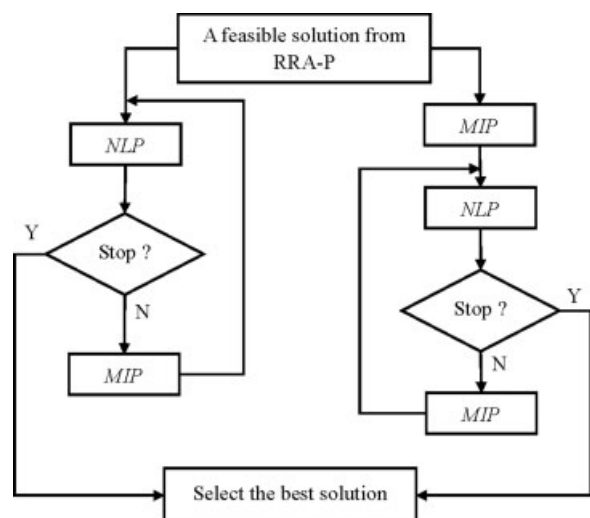 A feasible solution from
RRA-P
NLP
Stop ?
Y
N
MIP
MIP
NLP
Stop ?
Y
N
MIP
Select the best solution